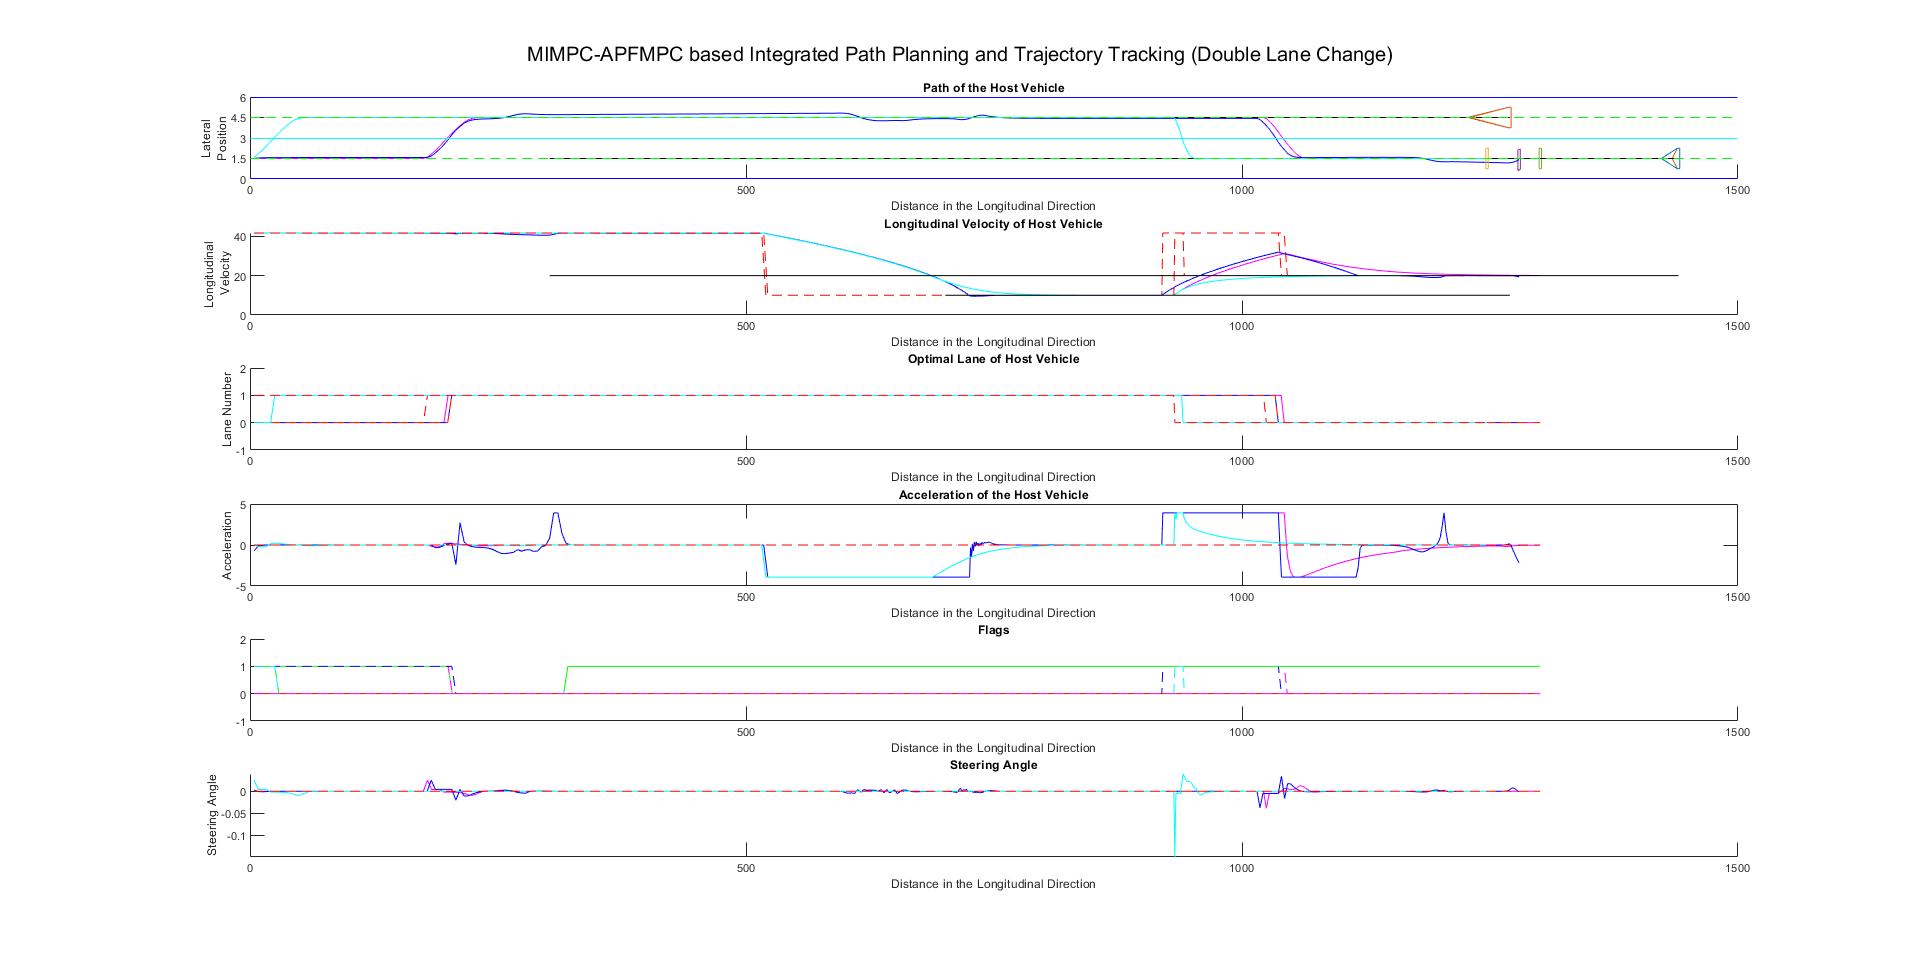 MIMPC-APFMPC based Integrated Path Planning and Trajectory Tracking (Double Lane Change)
Path of the Host Vehicle
Lateral
Position
6
4.5
3
1.5
0
0
500
1000
1500
Distance in the Longitudinal Direction
Longitudinal Velocity of Host Vehicle
Longitudinal
Velocity
40
20
0
0
500
1000
1500
Distance in the Longitudinal Direction
Optimal Lane of Host Vehicle
Lane Number
2
1
0
-1
0
500
1000
1500
Distance in the Longitudinal Direction
Acceleration of the Host Vehicle
Acceleration
5
0
-5
0
500
1000
1500
Distance in the Longitudinal Direction
Flags
2
1
0
-1
0
500
1000
1500
Distance in the Longitudinal Direction
Steering Angle
Steering Angle
0
-0.05
-0.1
0
500
1000
1500
Distance in the Longitudinal Direction